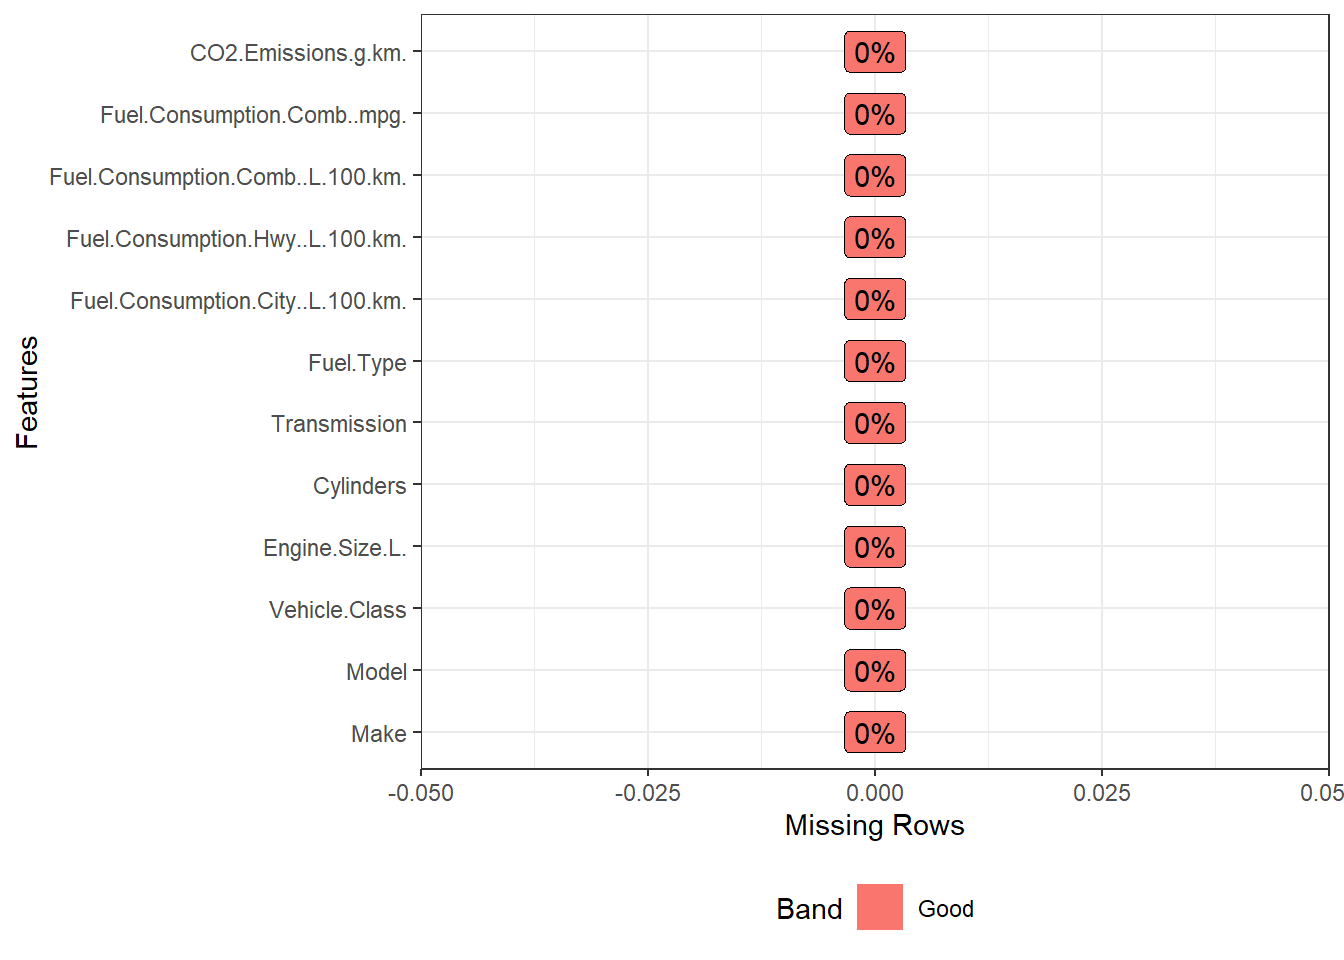 CO2.Emissions.g.km. 0%
Fuel.Consumption.Comb..mpg. 0%
Fuel.Consumption.Comb..L.100.km. 0%
Fuel.Consumption.Hwy..L.100.km. 0%
Fuel.Consumption.City..L.100.km. 0%
Fuel.Type 0%
Transmission 0%
Cylinders 0%
Engine.Size.L. 0%
Vehicle.Class 0%
Model 0%
Make 0%
Features
-0.050 -0.025 0.000 0.025 0.05
Missing Rows
Band Good